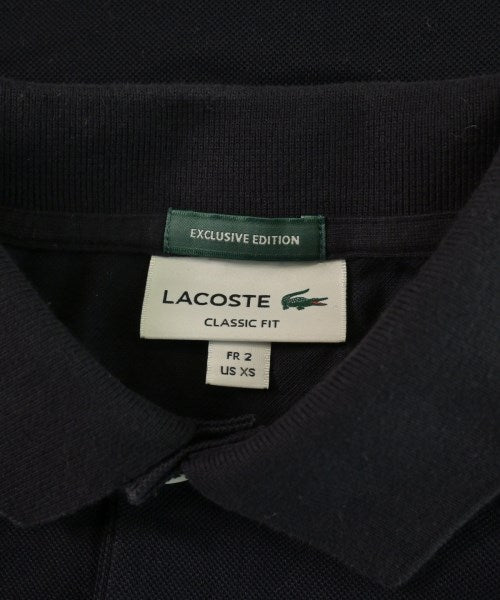 EXCLUSIVE EDITION
LACOSTE
CLASSIC FIT
FR 2
US XS